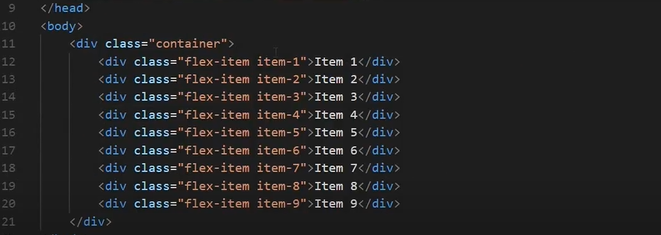 9 </head>
10 <body>
11 <div class="container">
12 <div class="flex-item item-1">Item 1</div>
13 <div class="flex-item item-2">Item 2</div>
14 <div class="flex-item item-3">Item 3</div>
15 <div class="flex-item item-4">Item 4</div>
16 <div class="flex-item item-5">Item 5</div>
17 <div class="flex-item item-6">Item 6</div>
18 <div class="flex-item item-7">Item 7</div>
19 <div class="flex-item item-8">Item 8</div>
20 <div class="flex-item item-9">Item 9</div>
21 </div>